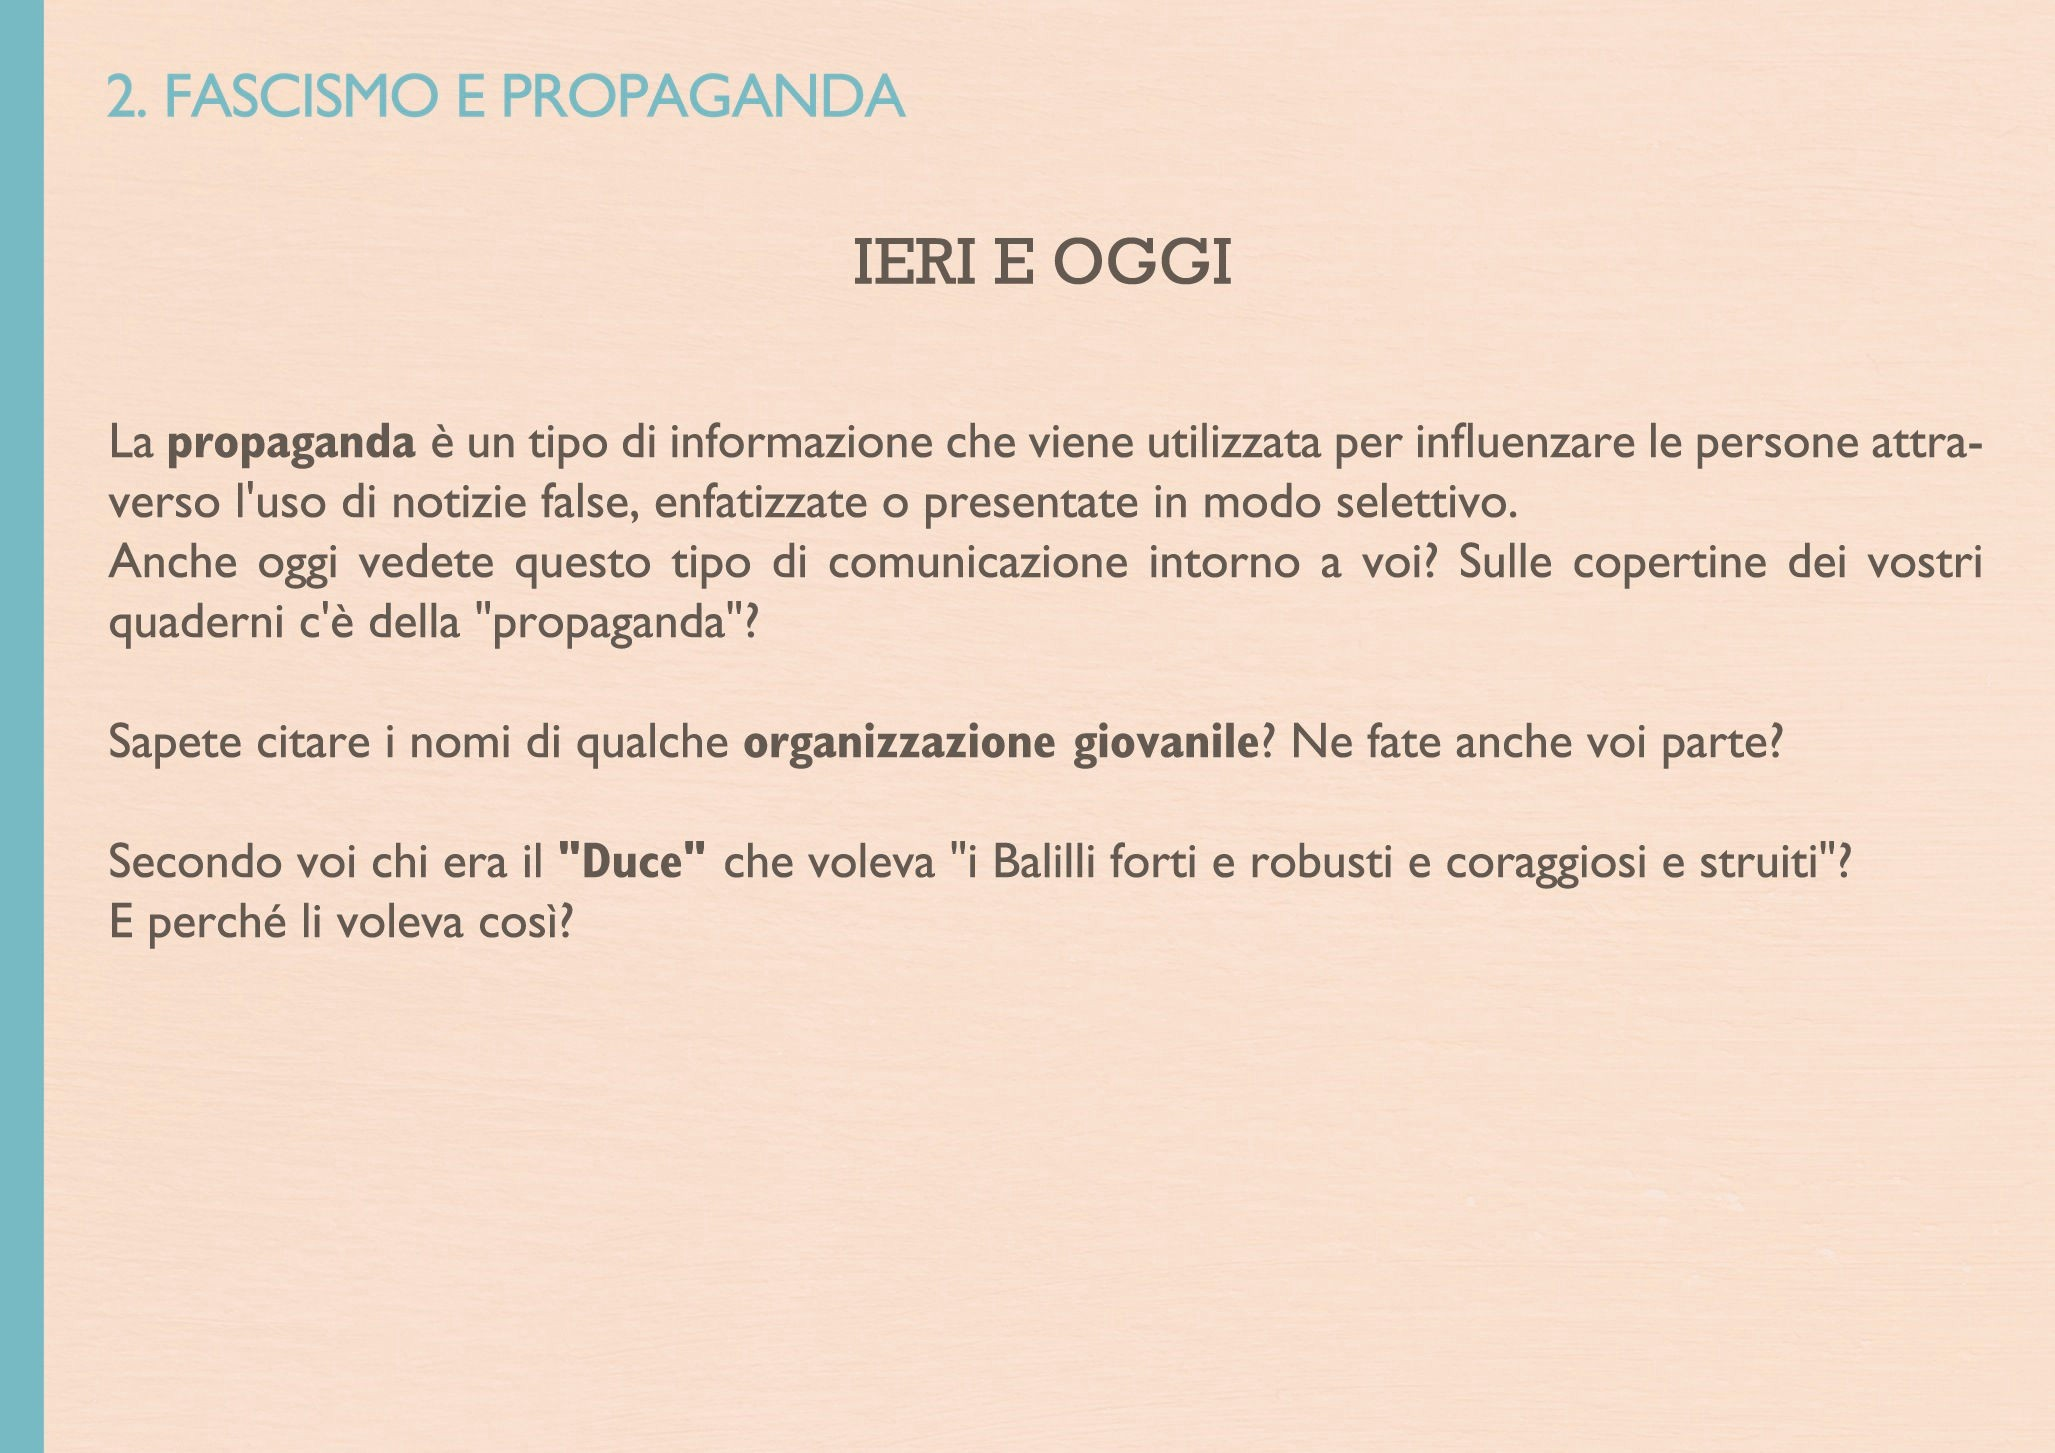 2. FASCISMO E PROPAGANDA
IERI E OGGI
La propaganda è un tipo di informazione che viene utilizzata per influenzare le persone attra-
verso l'uso di notizie false, enfatizzate o presentate in modo selettivo.
Anche oggi vedete questo tipo di comunicazione intorno a voi? Sulle copertine dei vostri
quaderni c'è della "propaganda"?
Sapete citare i nomi di qualche organizzazione giovanile? Ne fate anche voi parte?
Secondo voi chi era il "Duce" che voleva "i Balilli forti e robusti e coraggiosi e struiti"?
E perché li voleva così?